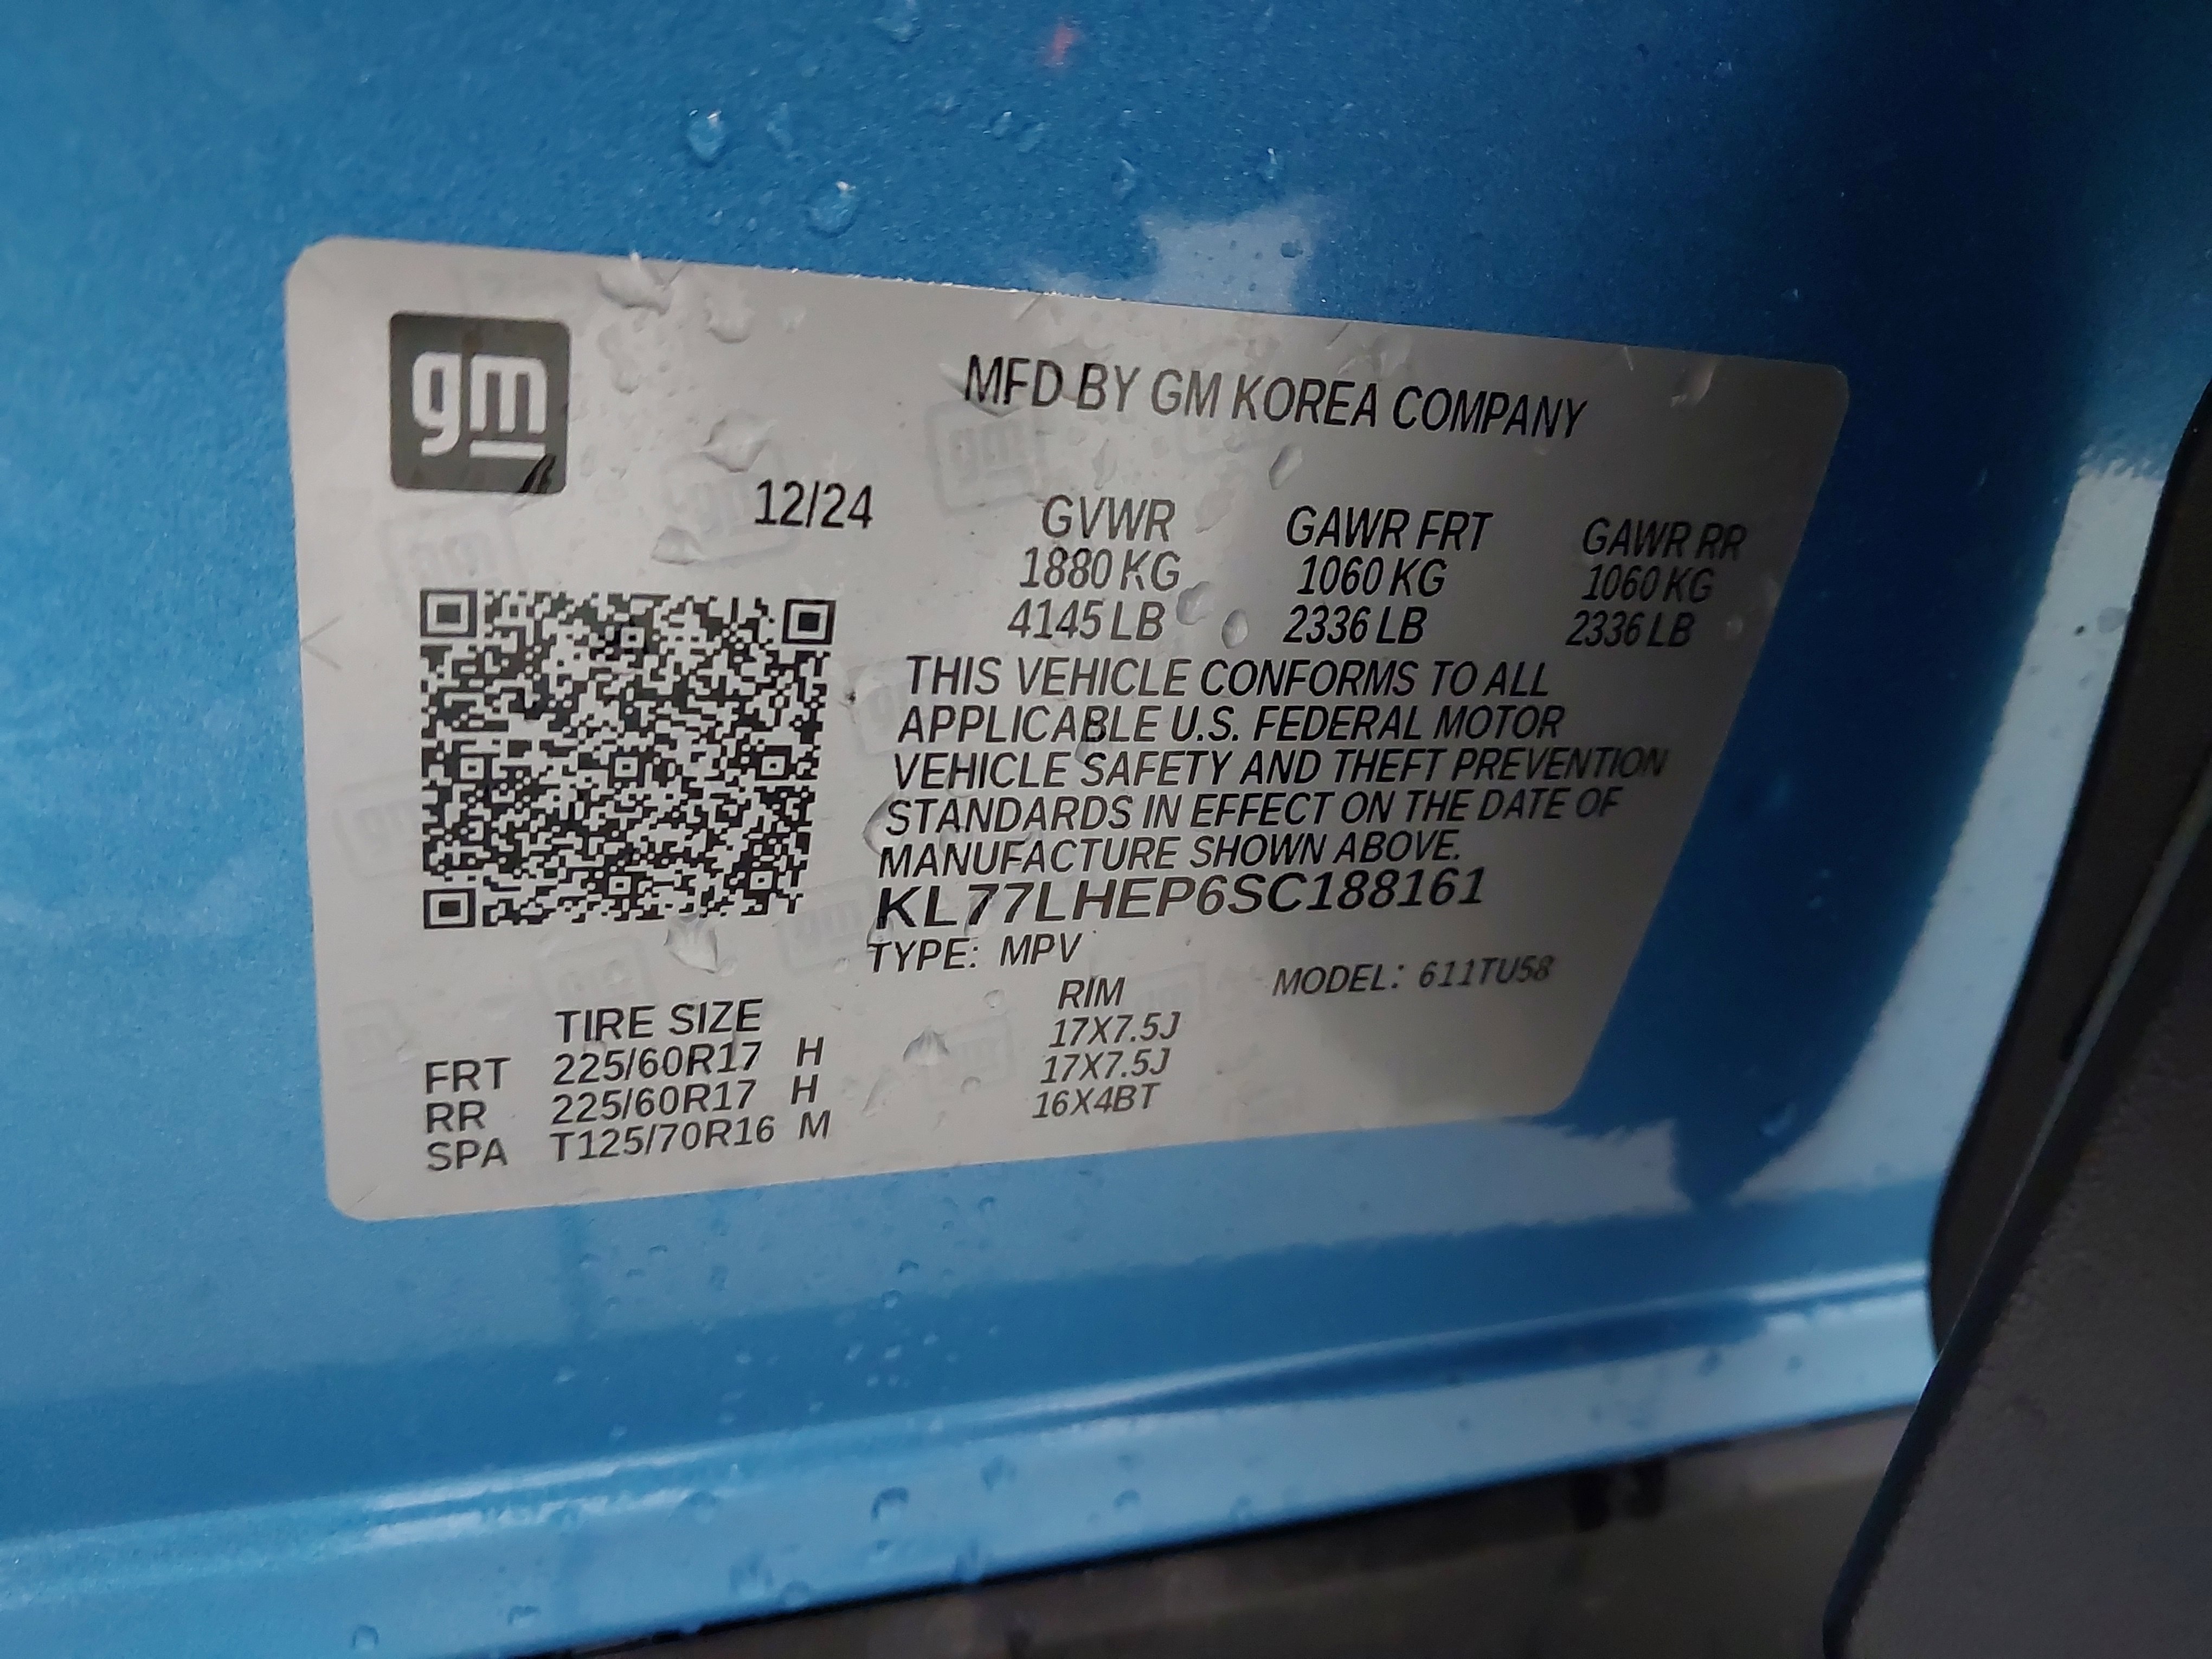 gm
MFD BY GM KOREA COMPANY
12/24
GVWR GAWR FRT GAWR RR
1880 KG 1060 KG 1060 KG
4145 LB 2336 LB 2336 LB
THIS VEHICLE CONFORMS TO ALL
APPLICABLE U.S. FEDERAL MOTOR
VEHICLE SAFETY AND THEFT PREVENTION
STANDARDS IN EFFECT ON THE DATE OF
MANUFACTURE SHOWN ABOVE.
KL77LHEP6SC188161
TYPE: MPV MODEL: 611TU58
TIRE SIZE RIM
FRT 225/60R17 H 17X7.5J
RR 225/60R17 H 17X7.5J
SPA T125/70R16 M 16X4BT